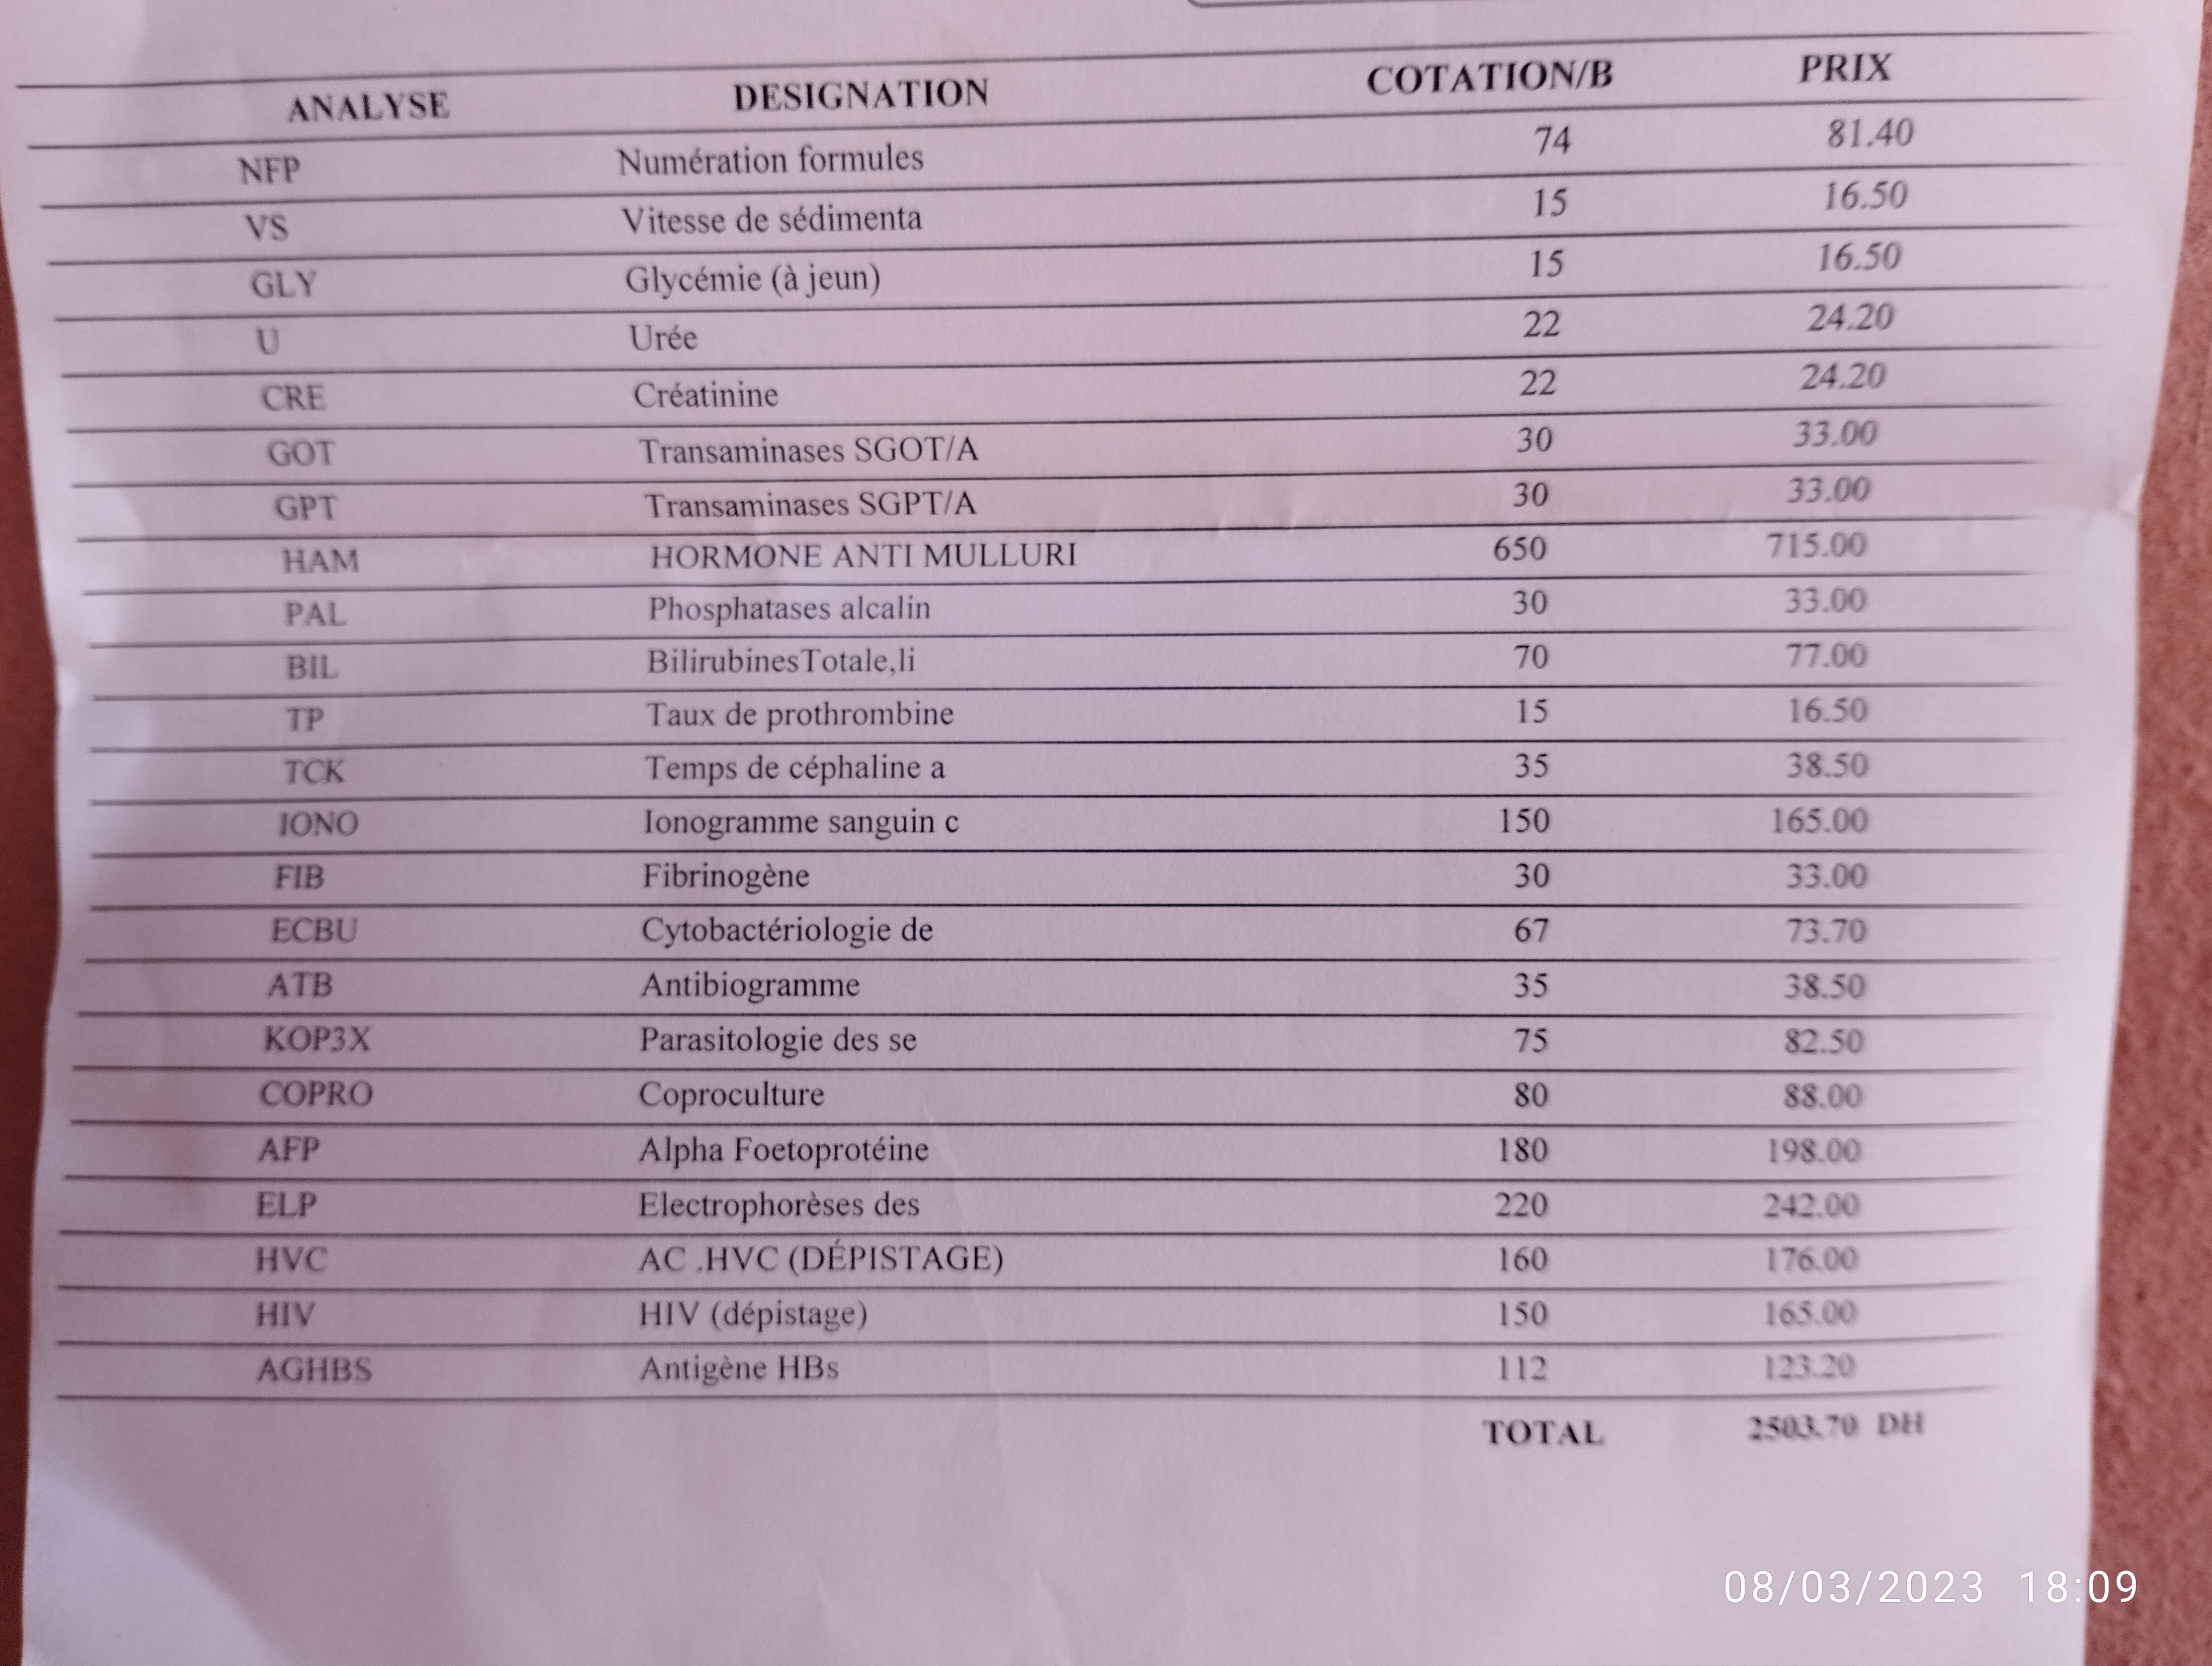 ANALYSE DESIGNATION COTATION/B PRIX
NFP Numération formules 74 81.40
VS Vitesse de sédimenta 15 16.50
GLY Glycémie (à jeun) 15 16.50
U Urée 22 24.20
CRE Créatinine 22 24.20
GOT Transaminases SGOT/A 30 33.00
GPT Transaminases SGPT/A 30 33.00
HAM HORMONE ANTI MULLURI 650 715.00
PAL Phosphatases alcalin 30 33.00
BIL BilirubinesTotale,li 70 77.00
TP Taux de prothrombine 15 16.50
TCK Temps de céphaline a 35 38.50
IONO Ionogramme sanguin c 150 165.00
FIB Fibrinogène 30 33.00
ECBU Cytobactériologie de 67 73.70
ATB Antibiogramme 35 38.50
KOP3X Parasitologie des se 75 82.50
COPRO Coproculture 80 88.00
AFP Alpha Foetoprotéine 180 198.00
ELP Electrophorèses des 220 242.00
HVC AC .HVC (DÉPISTAGE) 160 176.00
HIV HIV (dépistage) 150 165.00
AGHBS Antigène HBs 112 123.20
TOTAL 2503.70 DH
08/03/2023 18:09